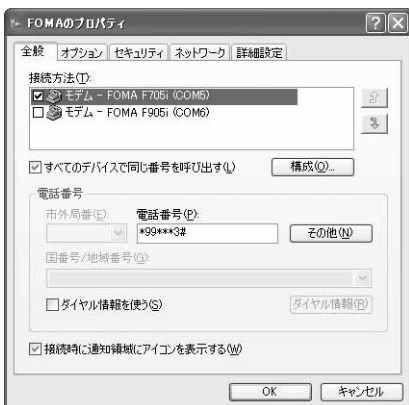 FOMAのプロパティ
全般 オプション セキュリティ ネットワーク 詳細設定
接続方法(T):
モデム - FOMA F705i (COM5)
モデム - FOMA F905i (COM6)
すべてのデバイスで同じ番号を呼び出す(L) 構成(O)...
電話番号
市外局番(E): 電話番号(P):
*99***3# その他(N)
国番号/地域番号(G):
ダイヤル情報を使う(S) ダイヤル情報(R)
接続時に通知領域にアイコンを表示する(W)
OK キャンセル